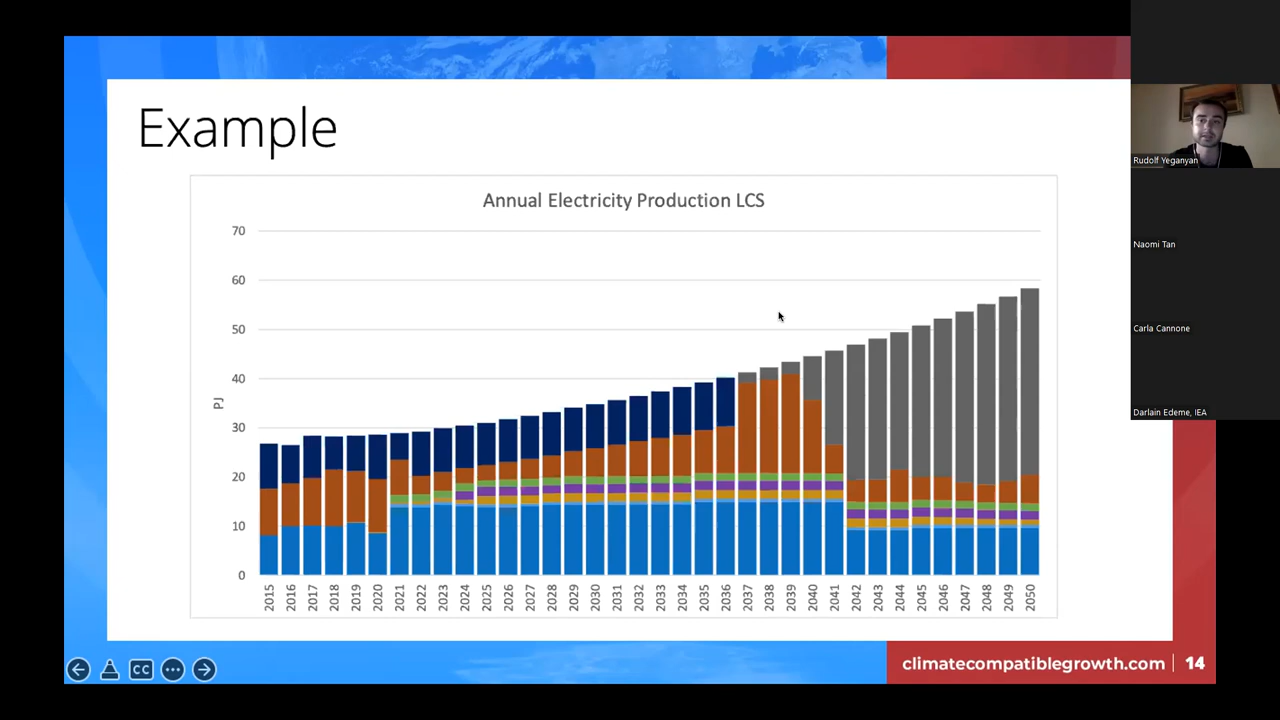 Example
Annual Electricity Production LCS
70
60
50
40
30
20
10
0
PJ
2015 2016 2017 2018 2019 2020 2021 2022 2023 2024 2025 2026 2027 2028 2029 2030 2031 2032 2033 2034 2035 2036 2037 2038 2039 2040 2041 2042 2043 2044 2045 2046 2047 2048 2049 2050
CC
climatecompatiblegrowth.com | 14
Rudolf Yeganyan
Naomi Tan
Carla Cannone
Darlain Edeme, IEA